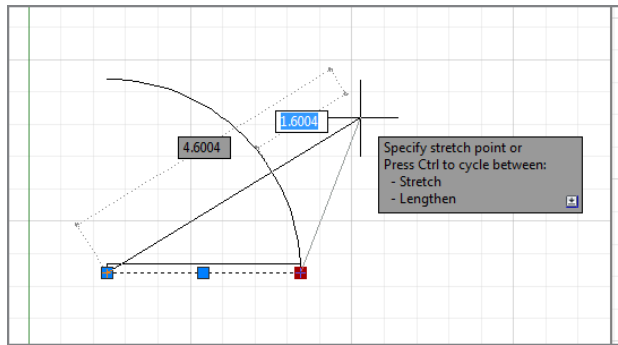 1.6004
4.6004
Specify stretch point or
Press Ctrl to cycle between:
- Stretch
- Lengthen